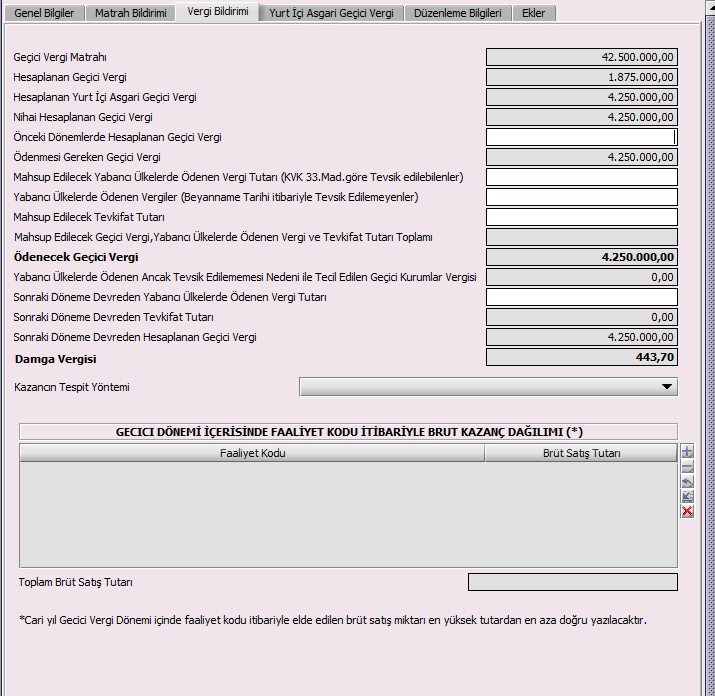 Genel Bilgiler Matrah Bildirimi Vergi Bildirimi Yurt İçi Asgari Geçici Vergi Düzenleme Bilgileri Ekler
Geçici Vergi Matrahı 42.500.000,00
Hesaplanan Geçici Vergi 1.875.000,00
Hesaplanan Yurt İçi Asgari Geçici Vergi 4.250.000,00
Nihai Hesaplanan Geçici Vergi 4.250.000,00
Önceki Dönemlerde Hesaplanan Geçici Vergi
Ödenmesi Gereken Geçici Vergi 4.250.000,00
Mahsup Edilecek Yabancı Ülkelerde Ödenen Vergi Tutarı (KVK 33.Mad.göre Tevsik edilebilenler)
Yabancı Ülkelerde Ödenen Vergiler (Beyanname Tarihi itibariyle Tevsik Edilemeyenler)
Mahsup Edilecek Tevkifat Tutarı
Mahsup Edilecek Geçici Vergi,Yabancı Ülkelerde Ödenen Vergi ve Tevkifat Tutarı Toplamı
Ödenecek Geçici Vergi 4.250.000,00
Yabancı Ülkelerde Ödenen Ancak Tevsik Edilememesi Nedeni ile Tecil Edilen Geçici Kurumlar Vergisi 0,00
Sonraki Döneme Devreden Yabancı Ülkelerde Ödenen Vergi Tutarı
Sonraki Döneme Devreden Tevkifat Tutarı 0,00
Sonraki Döneme Devreden Hesaplanan Geçici Vergi 4.250.000,00
Damga Vergisi 443,70
Kazancın Tespit Yöntemi
GECICI DÖNEMİ İÇERİSİNDE FAALİYET KODU İTİBARİYLE BRUT KAZANÇ DAĞILIMI (*)
Faaliyet Kodu Brüt Satış Tutarı
Toplam Brüt Satış Tutarı
*Cari yıl Gecici Vergi Dönemi içinde faaliyet kodu itibariyle elde edilen brüt satış miktarı en yüksek tutardan en aza doğru yazılacaktır.